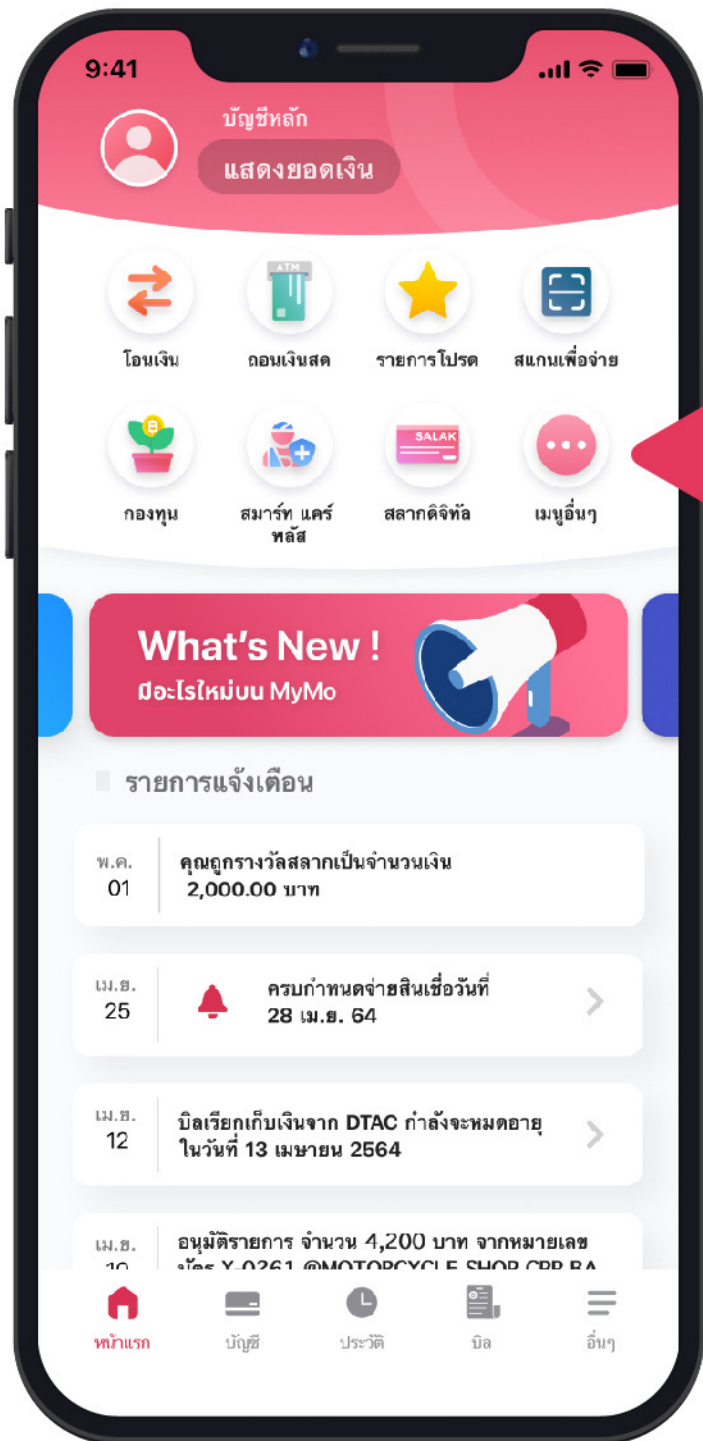 9:41
บัญชีหลัก
แสดงยอดเงิน
ATM
โอนเงิน
ถอนเงินสด
รายการโปรด
สแกนเพื่อจ่าย
SALAK
กองทุน
สมาร์ท แคร์
พลัส
สลากดิจิทัล
เมนูอื่นๆ
What's New !
มีอะไรใหม่บน MyMo
รายการแจ้งเตือน
พ.ค.
01
คุณถูกรางวัลสลากเป็นจำนวนเงิน
2,000.00 บาท
เม.ย.
25
ครบกำหนดจ่ายสินเชื่อวันที่
28 เม.ย. 64
เม.ย.
12
บิลเรียกเก็บเงินจาก DTAC กำลังจะหมดอายุ
ในวันที่ 13 เมษายน 2564
เม.ย.
10
อนุมัติรายการ จำนวน 4,200 บาท จากหมายเลข
บัตร X-0261 @MOTORCYCLE SHOP
หน้าแรก
บัญชี
ประวัติ
บิล
อื่นๆ